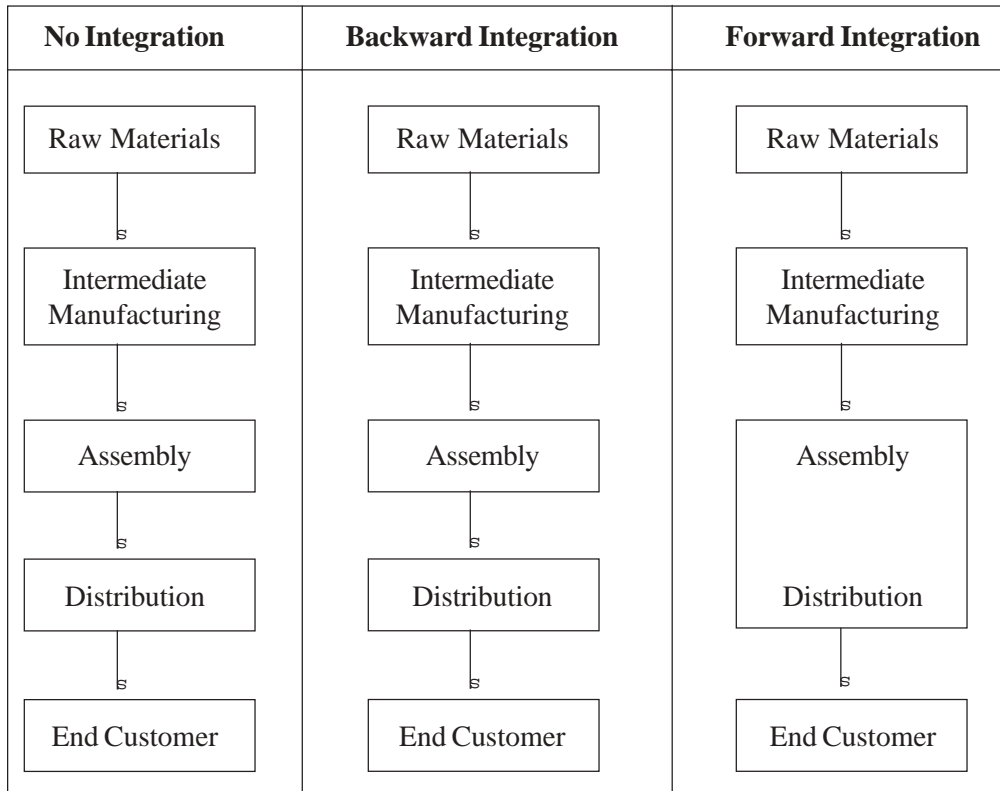 No Integration
Backward Integration
Forward Integration
Raw Materials
s
Intermediate
Manufacturing
s
Assembly
s
Distribution
s
End Customer
Raw Materials
s
Intermediate
Manufacturing
s
Assembly
s
Distribution
s
End Customer
Raw Materials
s
Intermediate
Manufacturing
s
Assembly
Distribution
s
End Customer